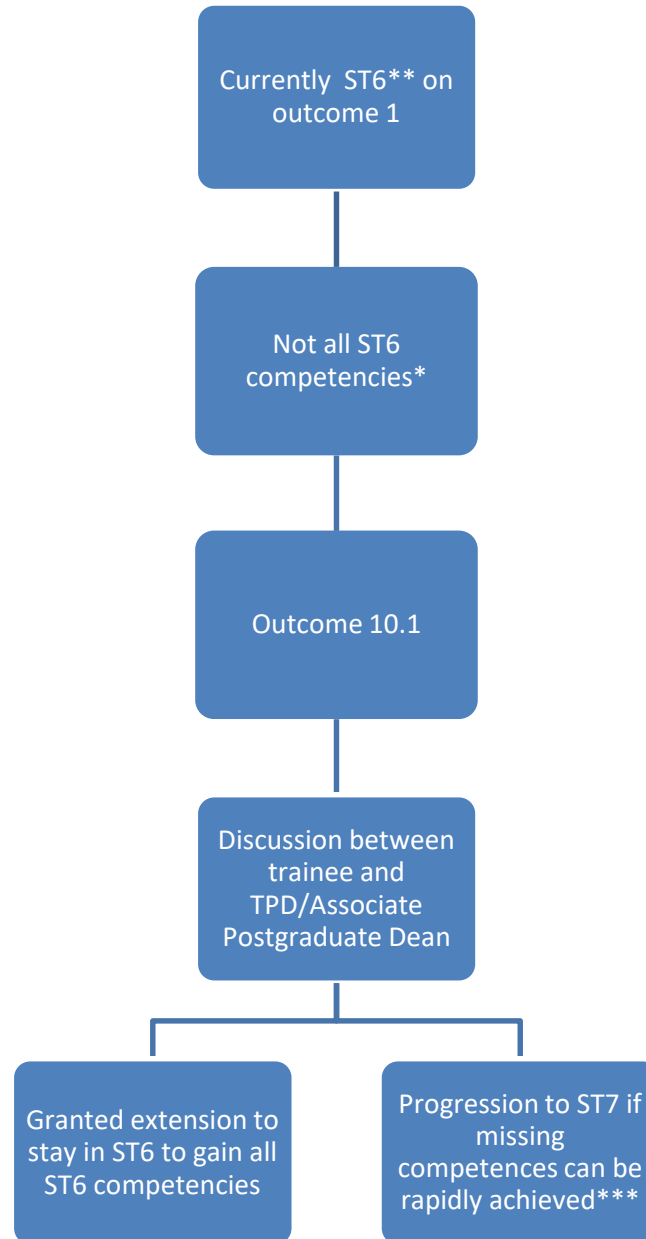 Currently ST6** on
outcome 1
Not all ST6
competencies*
Outcome 10.1
Discussion between
trainee and
TPD/Associate
Postgraduate Dean
Granted extension to
stay in ST6 to gain all
ST6 competencies
Progression to ST7 if
missing
competences can be
rapidly achieved***